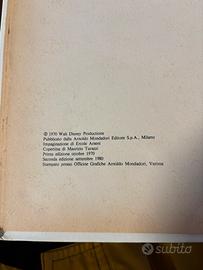 © 1970 Walt Disney Productions
Pubblicato dalla Arnoldo Mondadori Editore S.p.A., Milano
Impaginazione di Ercole Arseni
Copertina di Maurizio Turazzi
Prima edizione ottobre 1970
Seconda edizione settembre 1980
Stampato presso Officine Grafiche Arnoldo Mondadori, Verona
subito